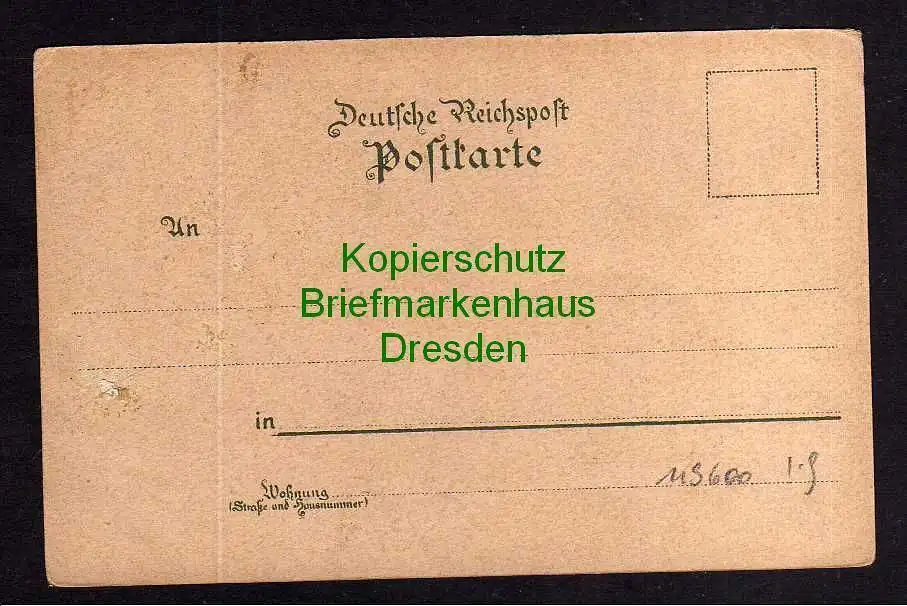 Deutsche Reichspost
Postkarte
An
Kopierschutz
Briefmarkenhaus
Dresden
in
Wohnung
(Straße und Hausnummer)